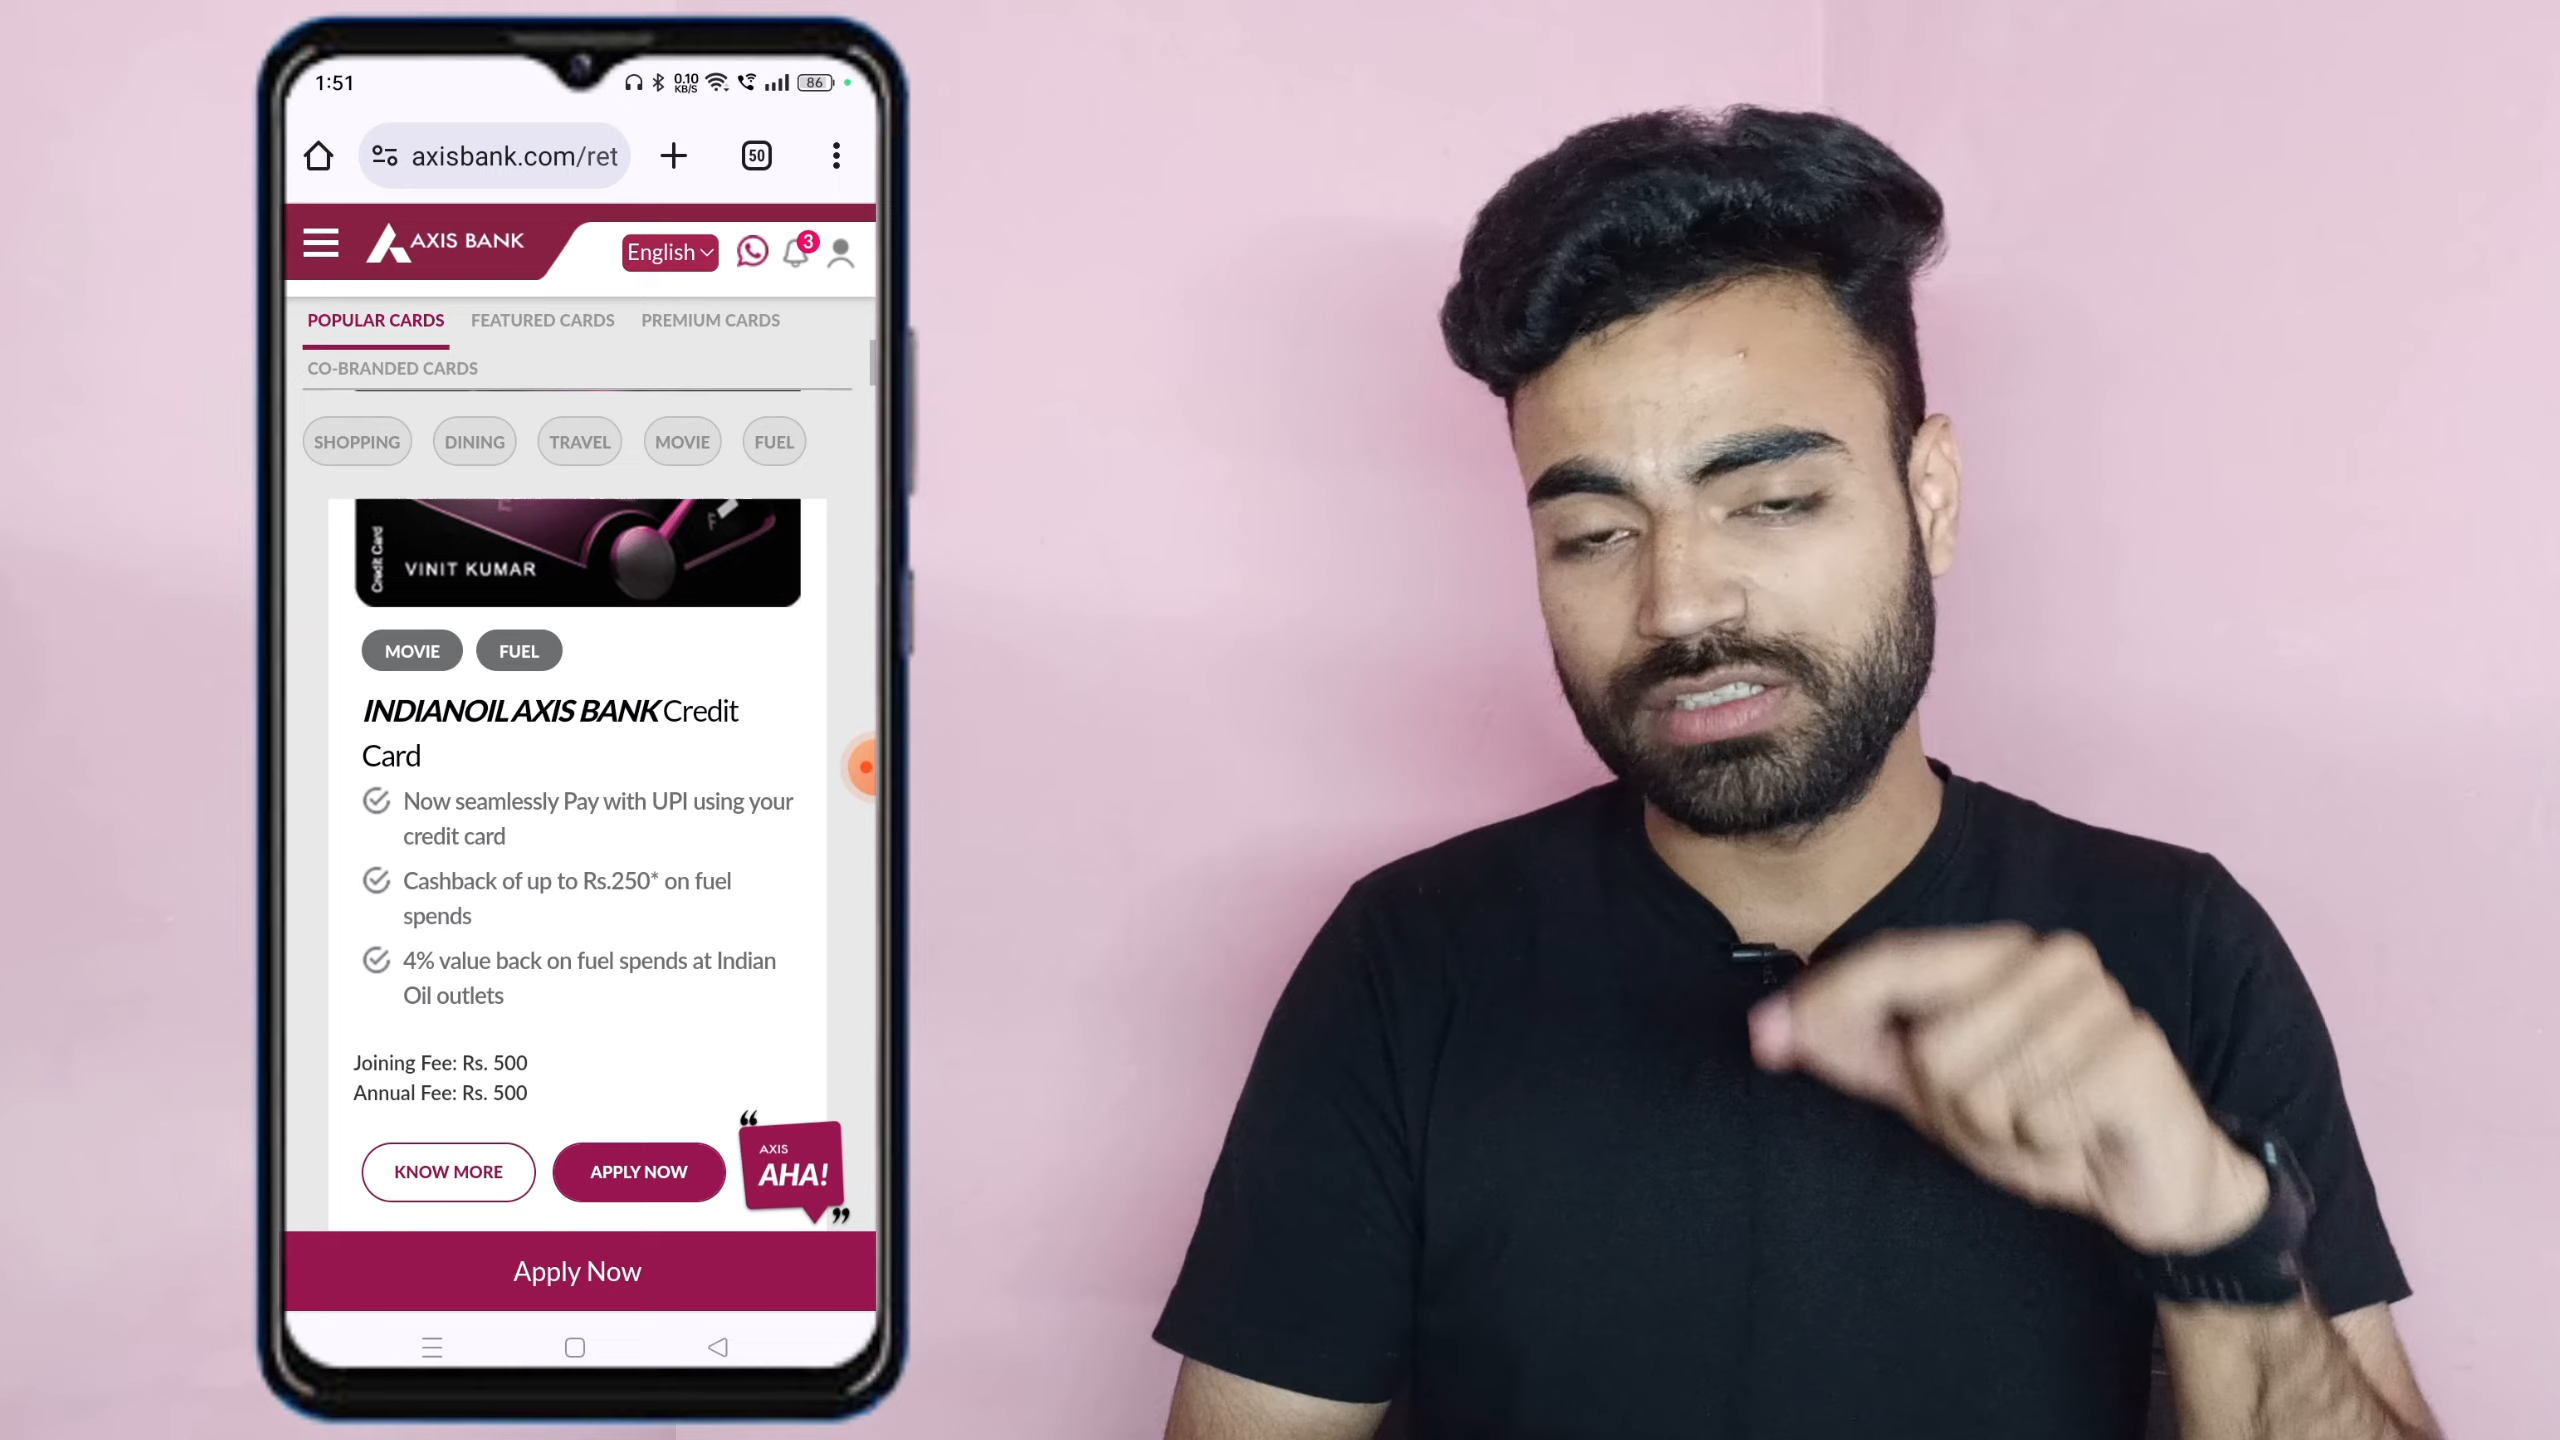 1:51
0.10
KB/S
86
axisbank.com/ret
50
AXIS BANK
English
3
POPULAR CARDS FEATURED CARDS PREMIUM CARDS
CO-BRANDED CARDS
SHOPPING DINING TRAVEL MOVIE FUEL
Credit Card
VINIT KUMAR
MOVIE FUEL
INDIANOIL AXIS BANK Credit
Card
Now seamlessly Pay with UPI using your
credit card
Cashback of up to Rs.250* on fuel
spends
4% value back on fuel spends at Indian
Oil outlets
Joining Fee: Rs. 500
Annual Fee: Rs. 500
KNOW MORE APPLY NOW
“
AXIS
AHA!
”
Apply Now